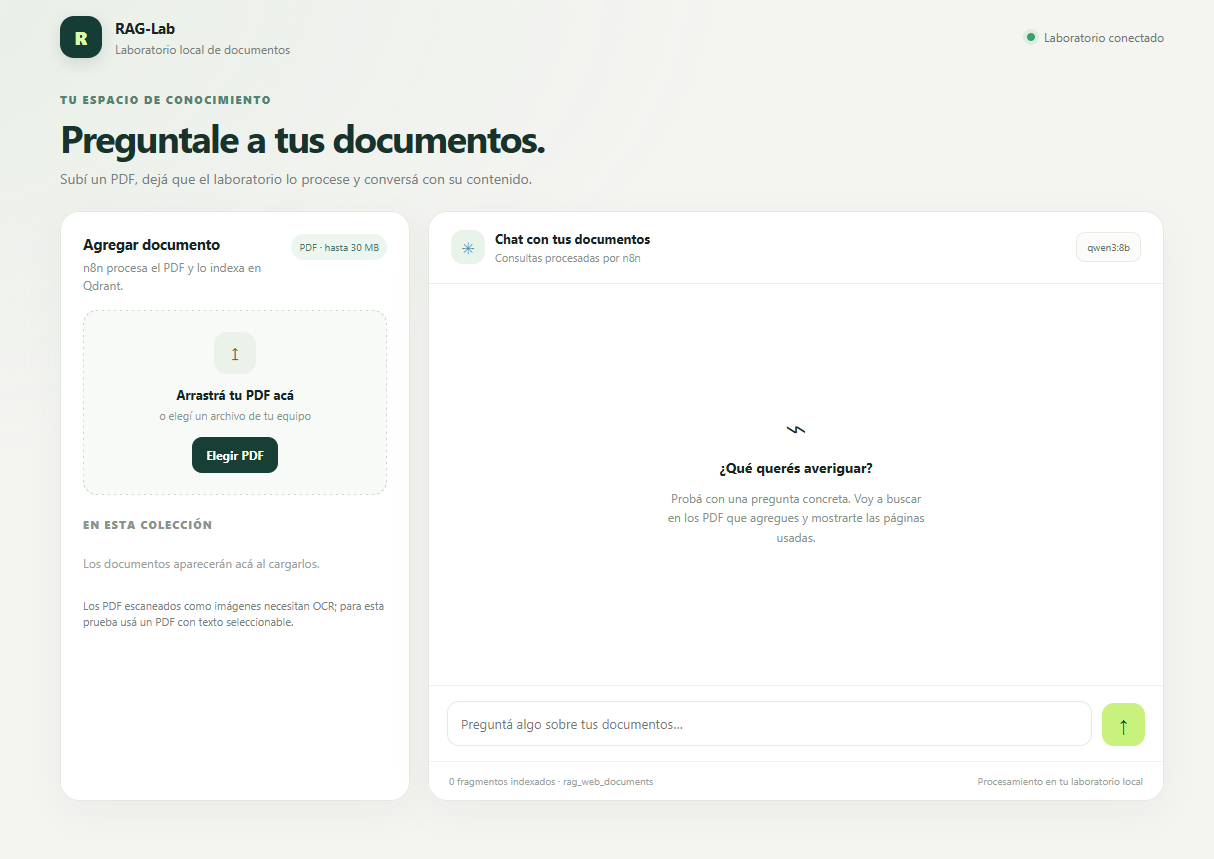 R
RAG-Lab
Laboratorio local de documentos
Laboratorio conectado
TU ESPACIO DE CONOCIMIENTO
Preguntale a tus documentos.
Subí un PDF, dejá que el laboratorio lo procese y conversá con su contenido.
Agregar documento
PDF · hasta 30 MB
n8n procesa el PDF y lo indexa en
Qdrant.
↥
Arrastrá tu PDF acá
o elegí un archivo de tu equipo
Elegir PDF
EN ESTA COLECCIÓN
Los documentos aparecerán acá al cargarlos.
Los PDF escaneados como imágenes necesitan OCR; para esta
prueba usá un PDF con texto seleccionable.
✳
Chat con tus documentos
Consultas procesadas por n8n
qwen3:8b
¿Qué querés averiguar?
Probá con una pregunta concreta. Voy a buscar
en los PDF que agregues y mostrarte las páginas
usadas.
Preguntá algo sobre tus documentos...
↑
0 fragmentos indexados · rag_web_documents
Procesamiento en tu laboratorio local